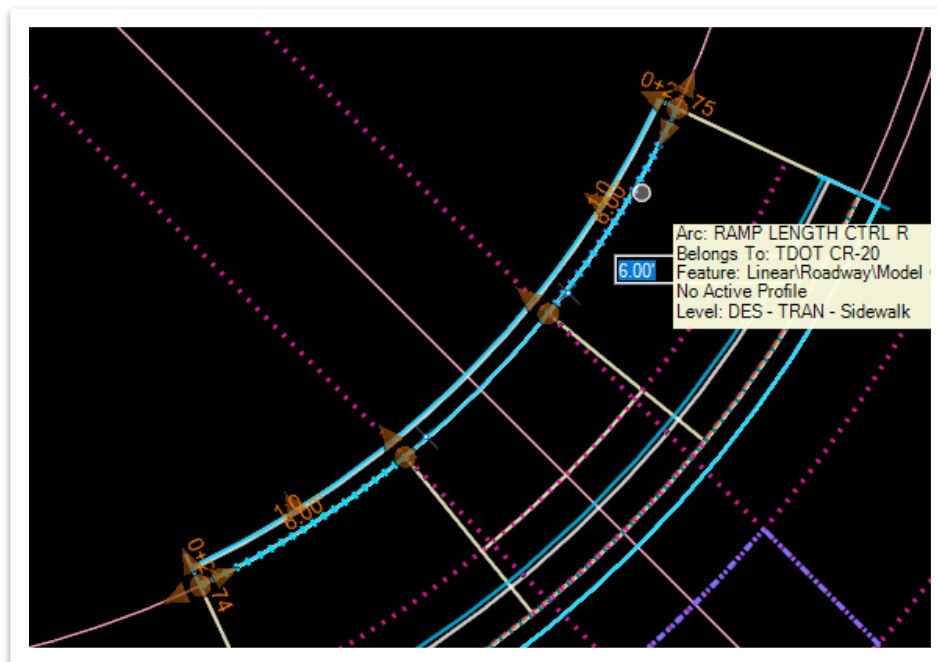 75
1.0
6.00
Arc: RAMP LENGTH CTRL R
Belongs To: TDOT CR-20
6.00'
Feature: Linear\Roadway\Model
No Active Profile
Level: DES - TRAN - Sidewalk
1.0
6.00
74